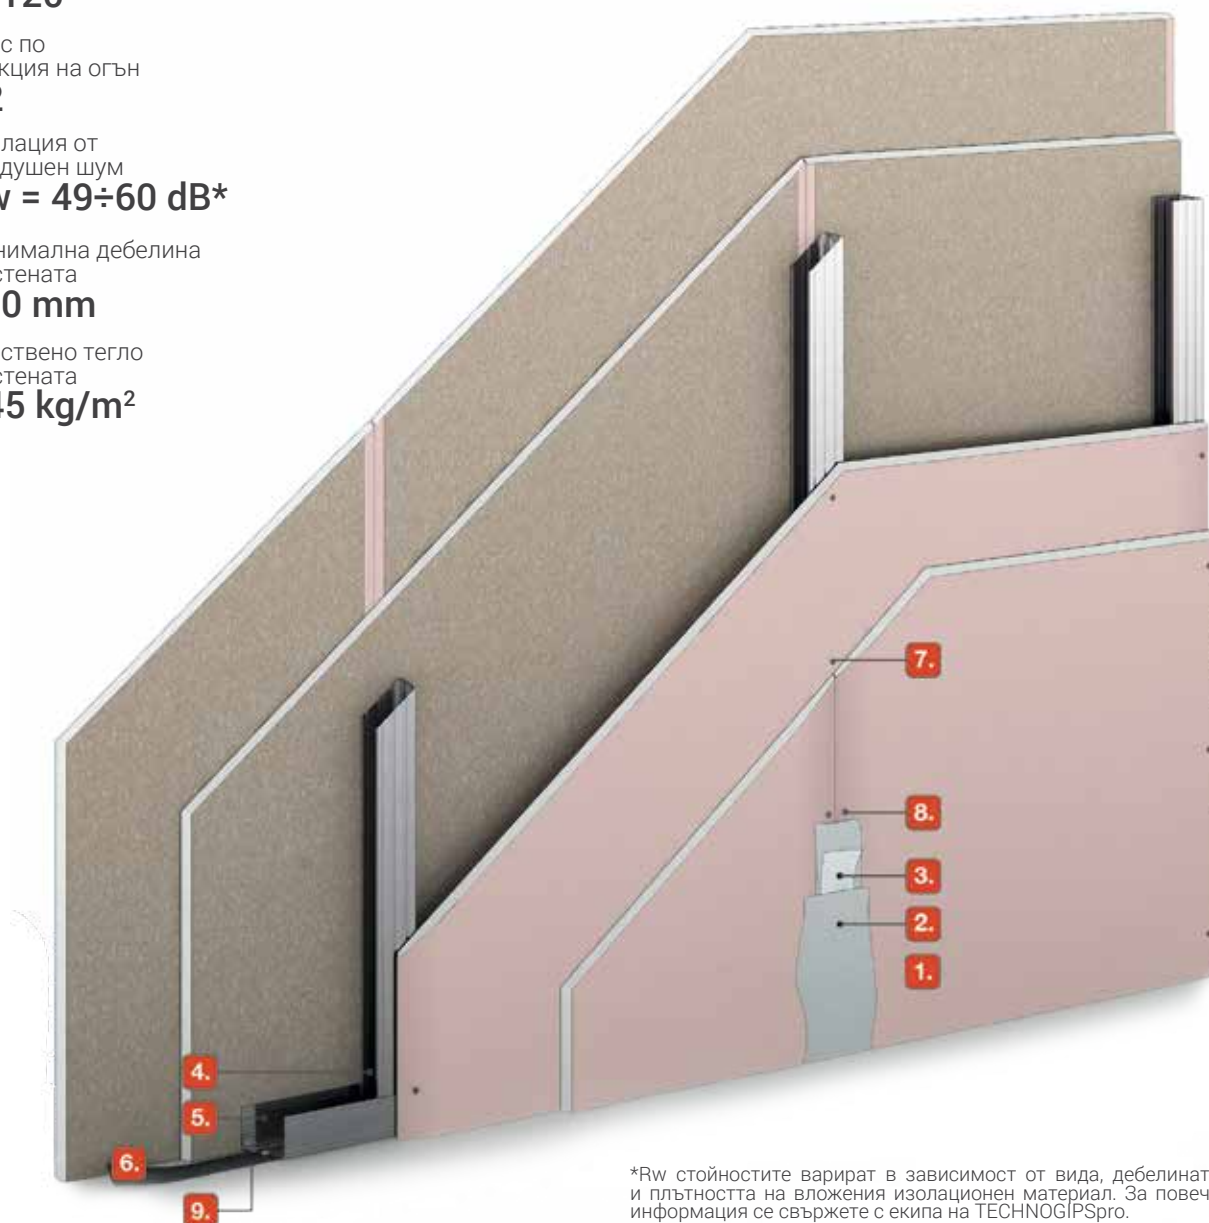 с по
кция на огън
лация от
душен шум
w = 49÷60 dB*
нимална дебелина
стената
0 mm
ствено тегло
стената
45 kg/m²
7.
8.
3.
2.
1.
4.
5.
6.
9.
*Rw стойностите варират в зависимост от вида, дебелинат
и плътността на вложения изолационен материал. За повеч
информация се свържете с екипа на TECHNOGIPSpro.